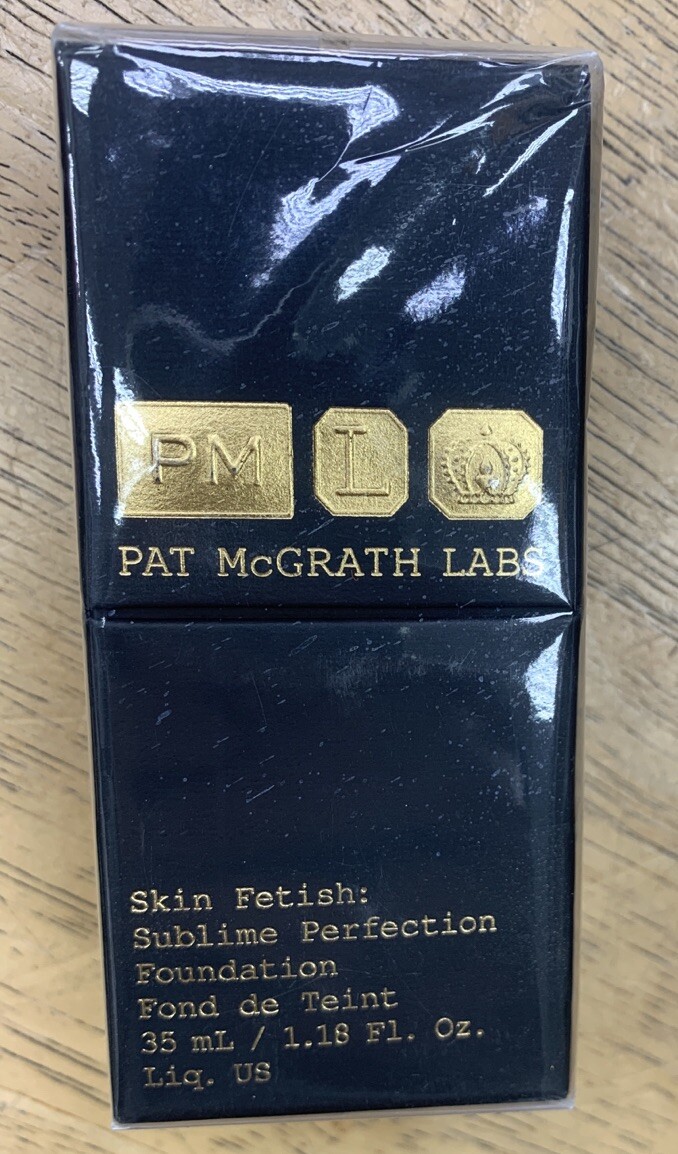 PM L
PAT McGRATH LABS
Skin Fetish:
Sublime Perfection
Foundation
Fond de Teint
35 mL / 1.18 Fl. Oz.
Liq. US